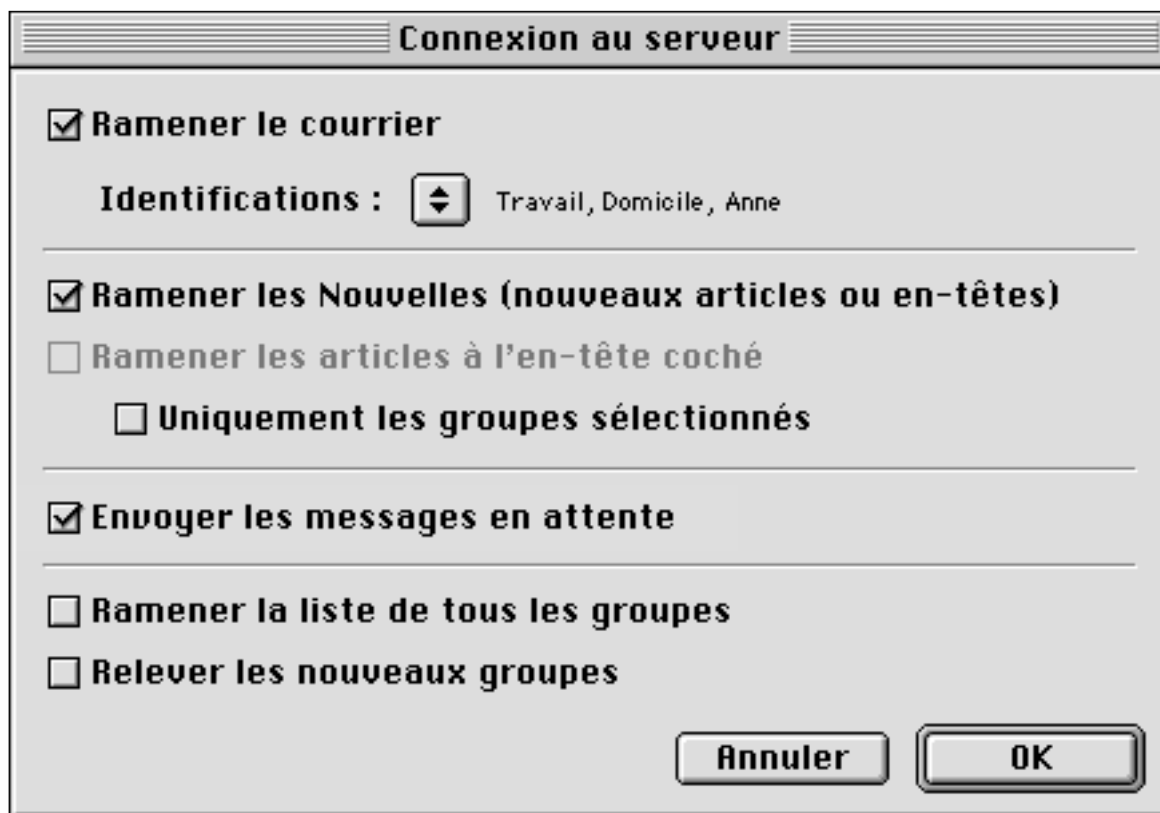 Connexion au serveur
Ramener le courrier
Identifications : Travail, Domicile, Anne
Ramener les Nouvelles (nouveaux articles ou en-têtes)
Ramener les articles à l'en-tête coché
Uniquement les groupes sélectionnés
Envoyer les messages en attente
Ramener la liste de tous les groupes
Relever les nouveaux groupes
Annuler OK